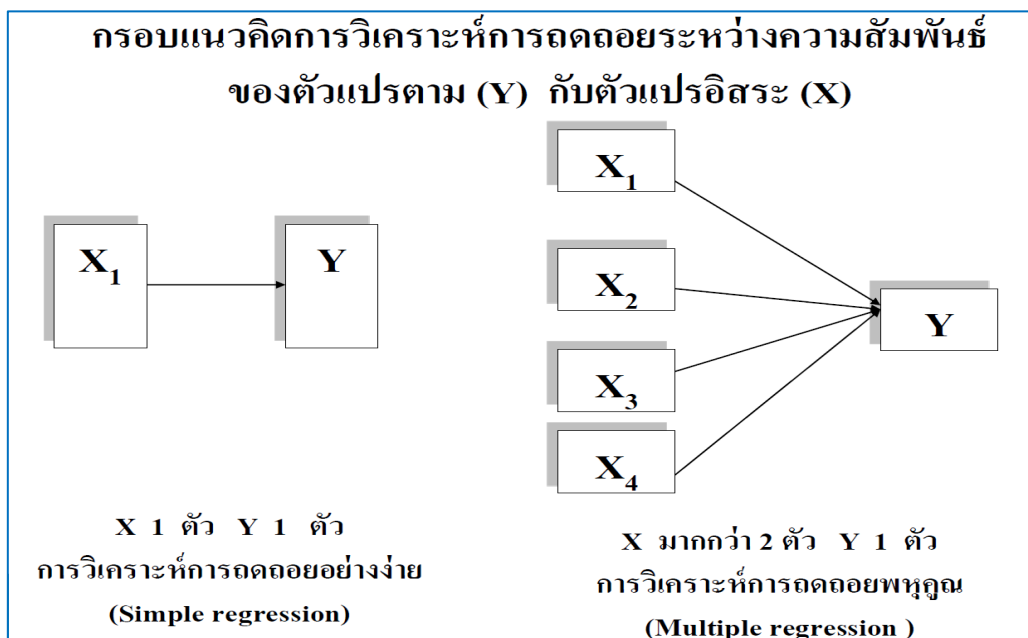 กรอบแนวคิดการวิเคราะห์การถดถอยระหว่างความสัมพันธ์
ของตัวแปรตาม (Y) กับตัวแปรอิสระ (X)
X1
Y
X 1 ตัว Y 1 ตัว
การวิเคราะห์การถดถอยอย่างง่าย
(Simple regression)
X1
X2
X3
X4
Y
X มากกว่า 2 ตัว Y 1 ตัว
การวิเคราะห์การถดถอยพหุคูณ
(Multiple regression )